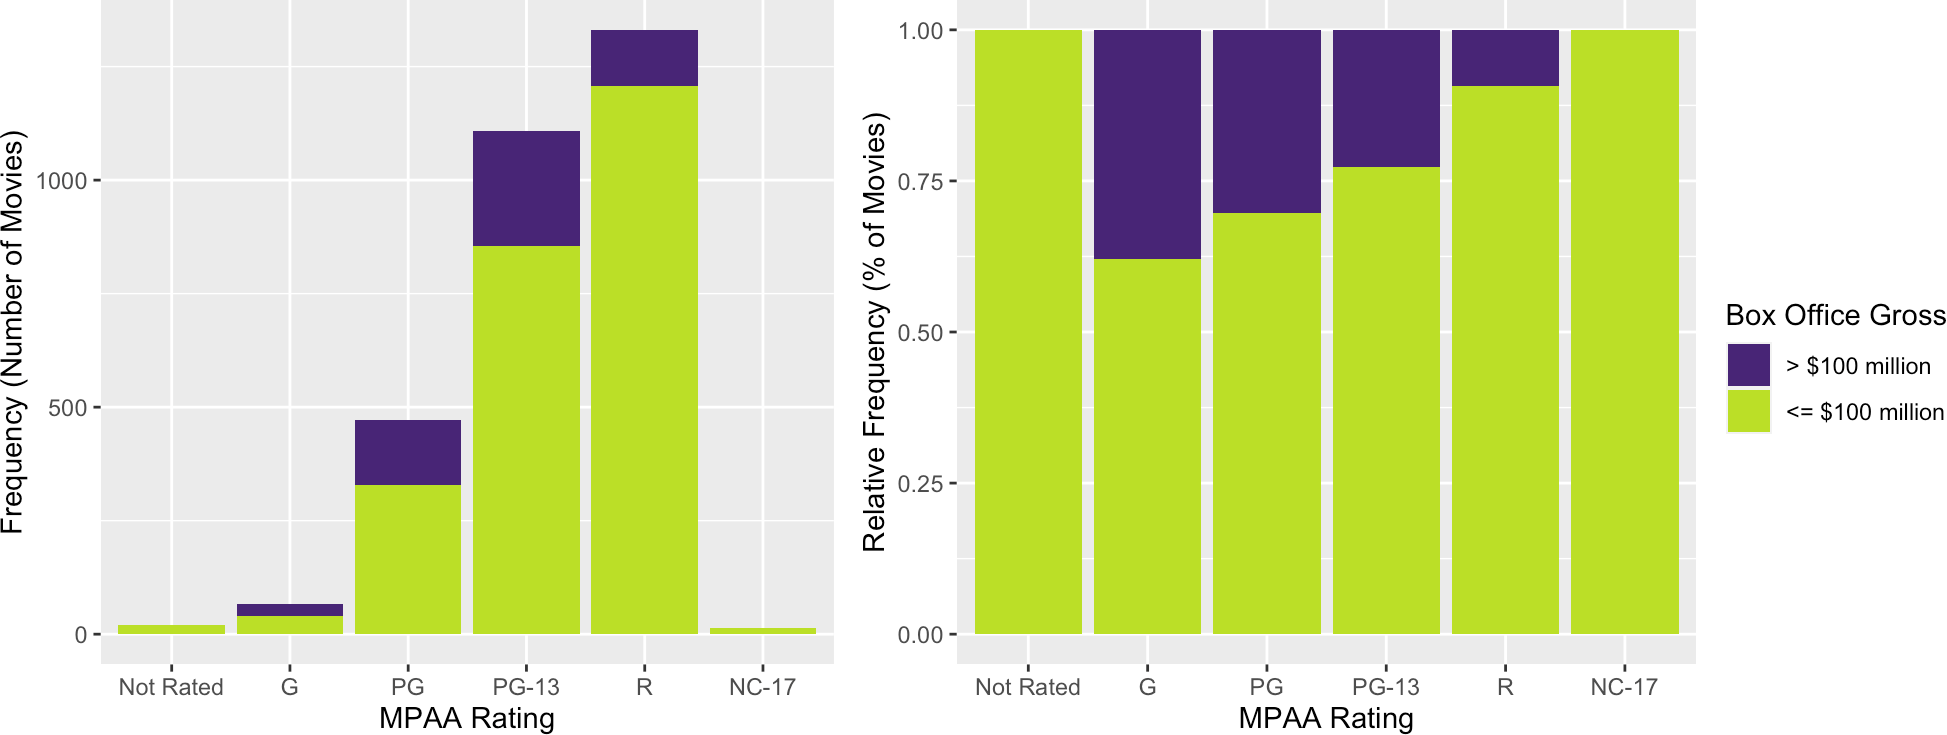 Frequency (Number of Movies)
1000
500
0
Not Rated G PG PG-13 R NC-17
MPAA Rating
Relative Frequency (% of Movies)
1.00
0.75
0.50
0.25
0.00
Not Rated G PG PG-13 R NC-17
MPAA Rating
Box Office Gross
> $100 million
<= $100 million